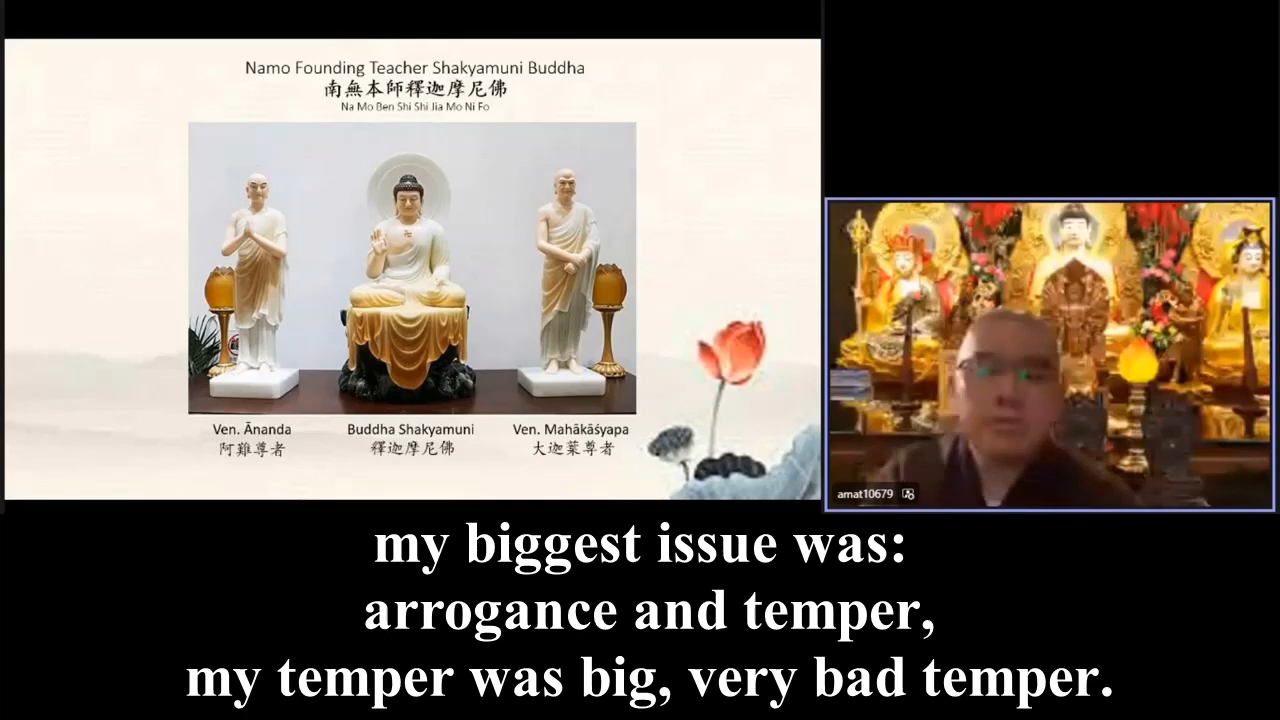 Namo Founding Teacher Shakyamuni Buddha
南無本師釋迦摩尼佛
Na Mo Ben Shi Shi Jia Mo Ni Fo
Ven. Ānanda
阿難尊者
Buddha Shakyamuni
釋迦摩尼佛
Ven. Mahākāśyapa
大迦葉尊者
amat10679
my biggest issue was:
arrogance and temper,
my temper was big, very bad temper.